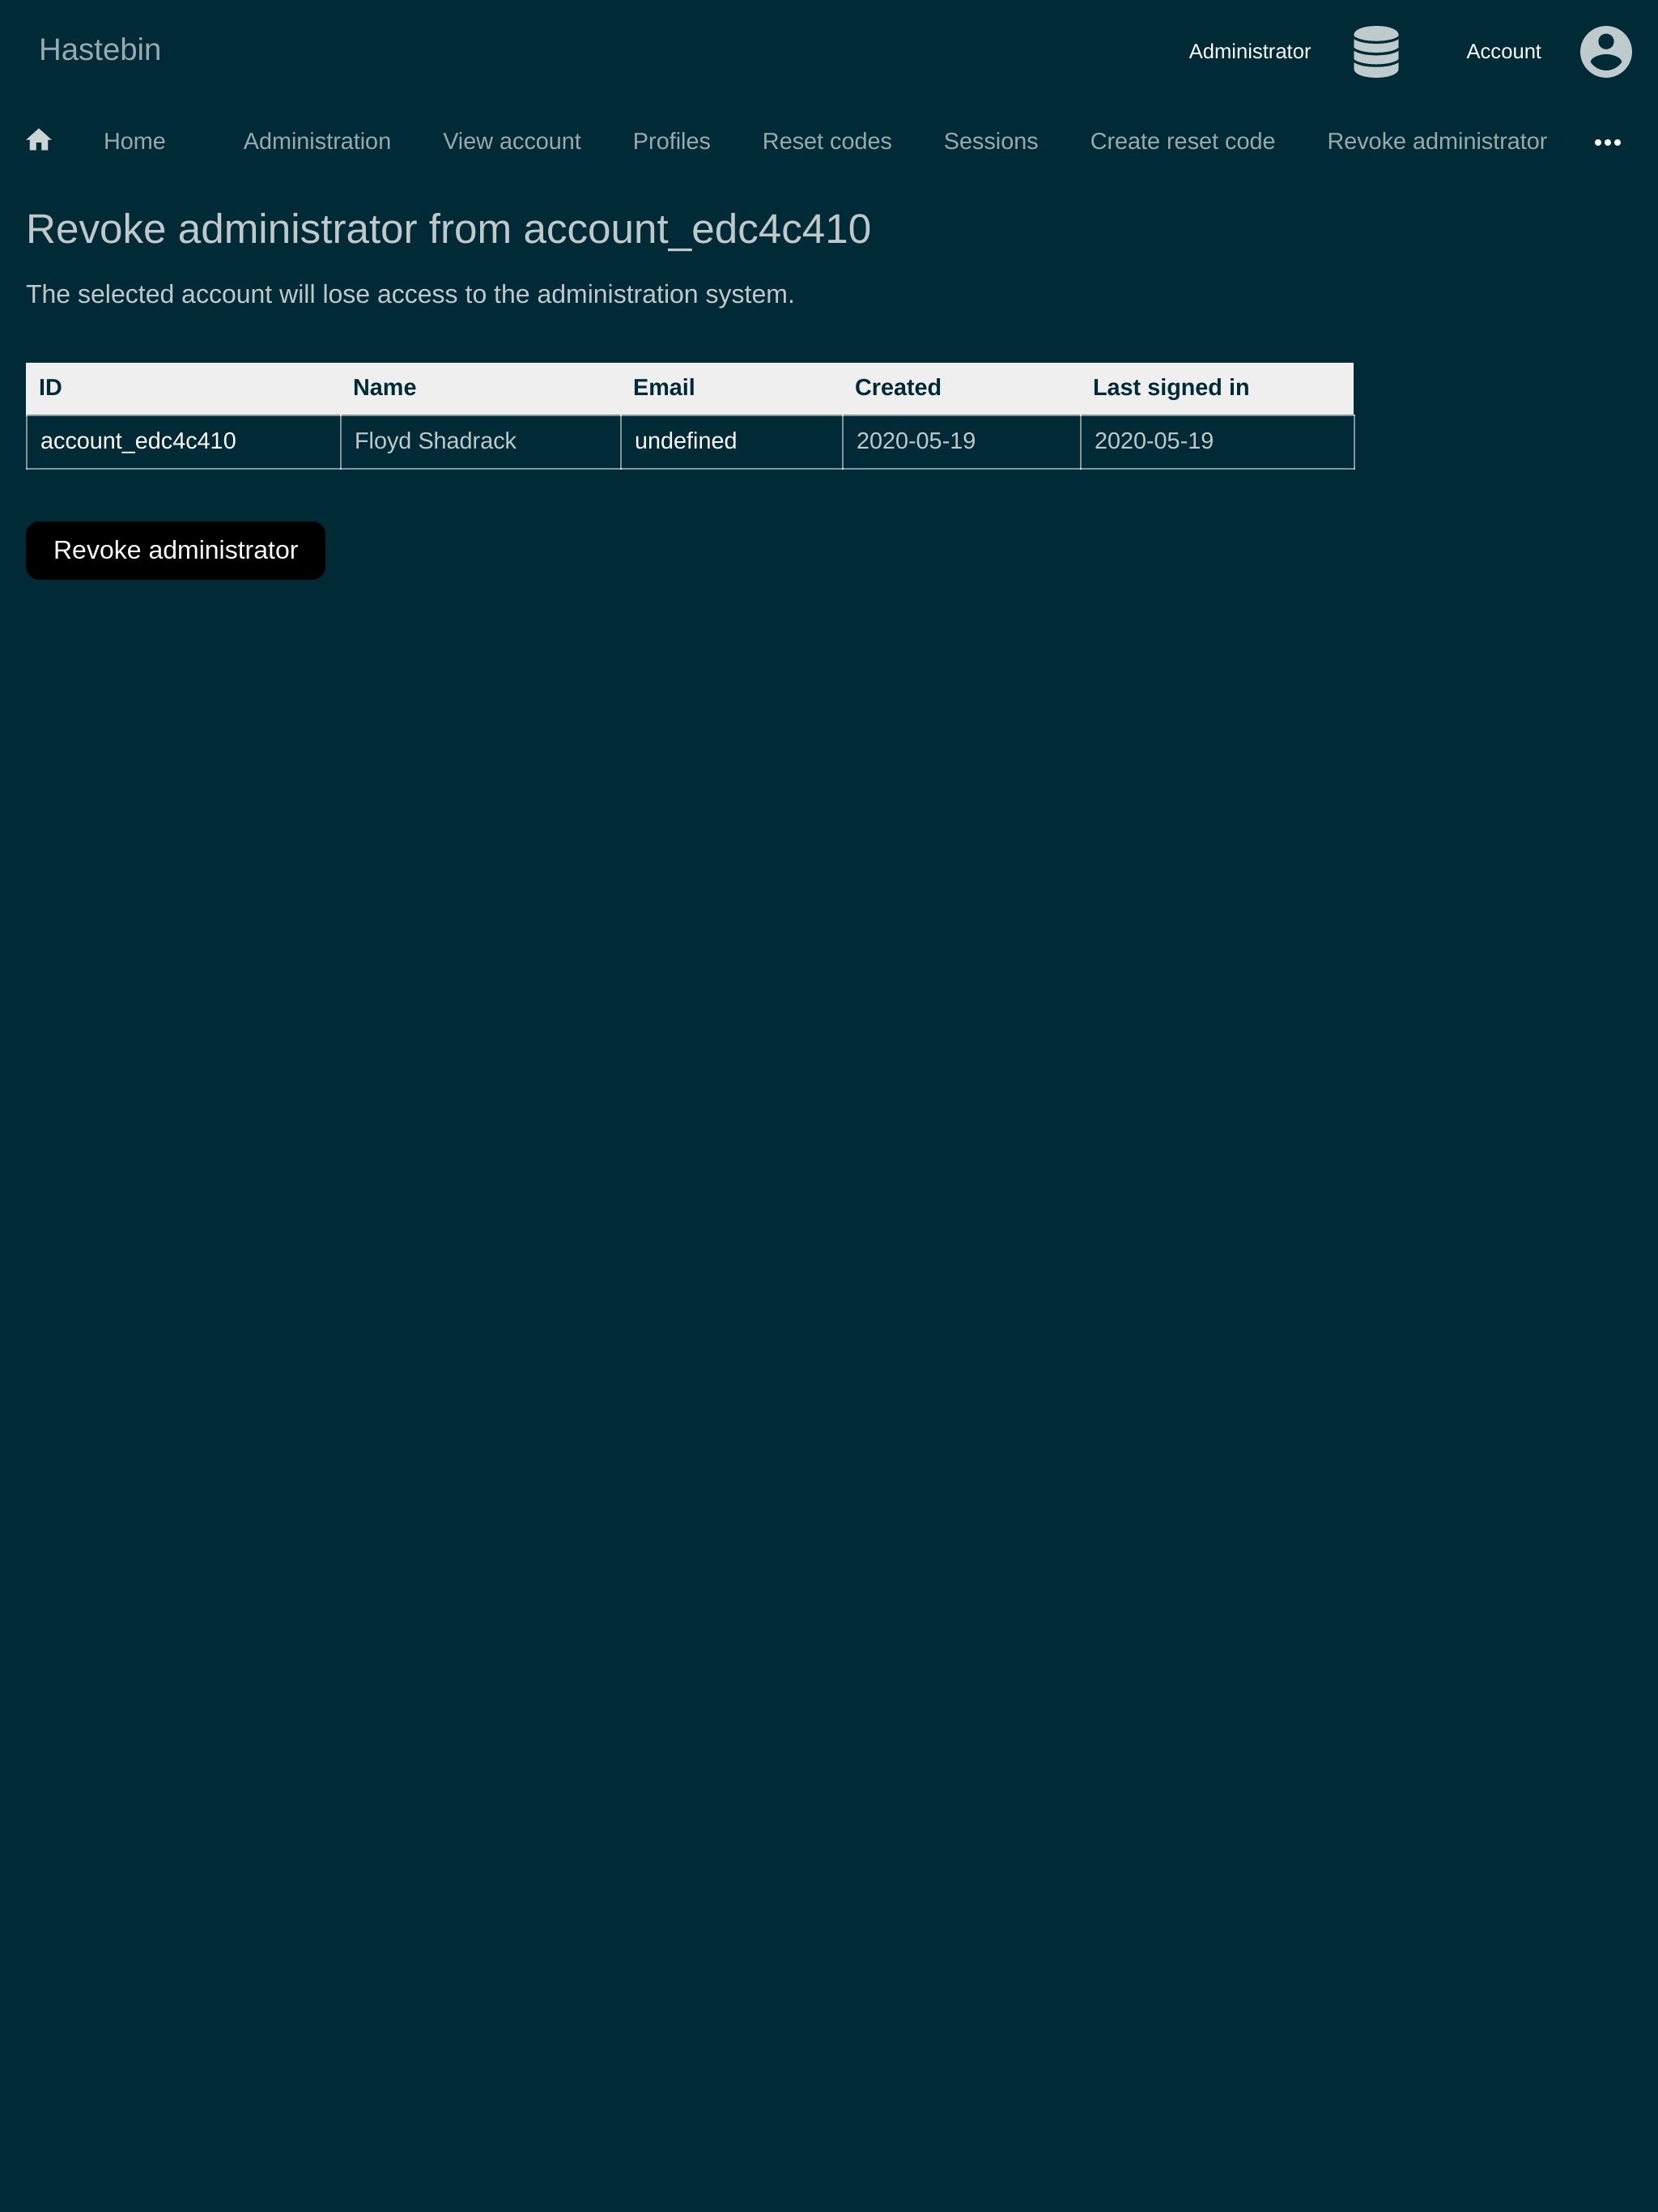 Hastebin
Administrator Account
Home Administration View account Profiles Reset codes Sessions Create reset code Revoke administrator
Revoke administrator from account_edc4c410
The selected account will lose access to the administration system.
ID Name Email Created Last signed in
account_edc4c410 Floyd Shadrack undefined 2020-05-19 2020-05-19
Revoke administrator